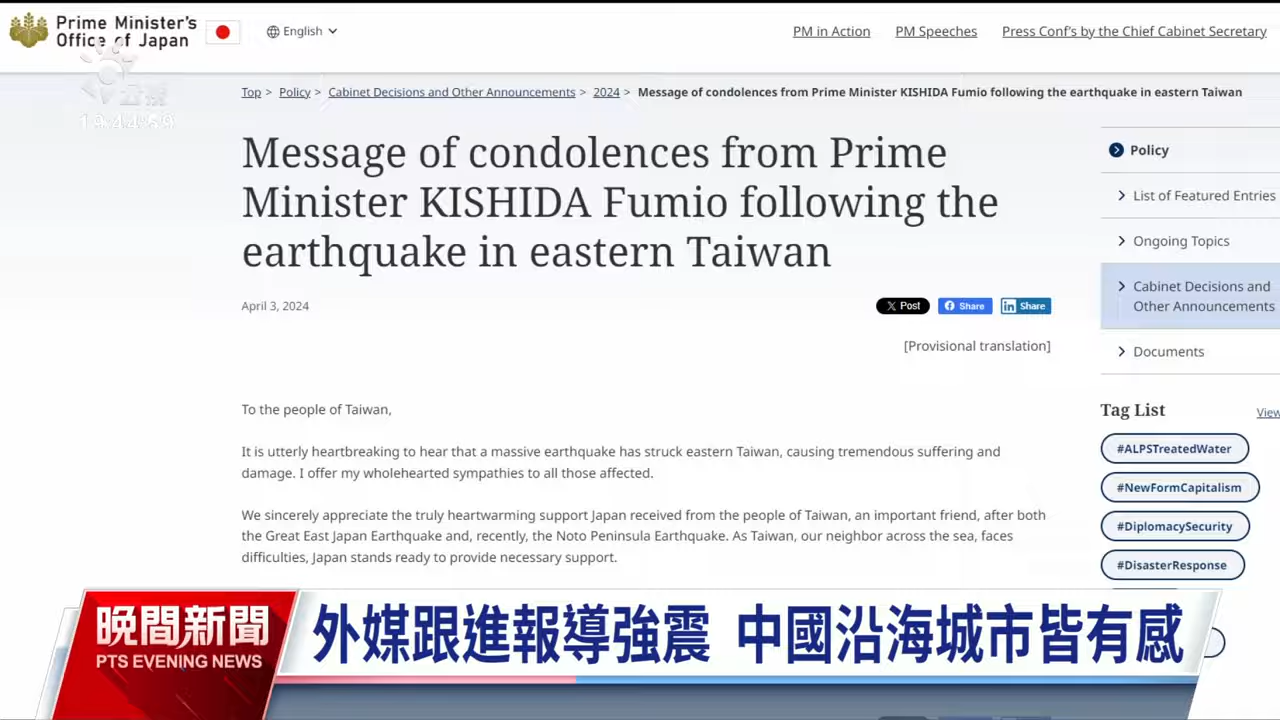 Prime Minister's
Office of Japan
English
PM in Action
PM Speeches
Press Conf's by the Chief Cabinet Secretary
公視
19:44:59
Top > Policy > Cabinet Decisions and Other Announcements > 2024 > Message of condolences from Prime Minister KISHIDA Fumio following the earthquake in eastern Taiwan
Message of condolences from Prime
Minister KISHIDA Fumio following the
earthquake in eastern Taiwan
April 3, 2024
Post
Share
Share
[Provisional translation]
To the people of Taiwan,
It is utterly heartbreaking to hear that a massive earthquake has struck eastern Taiwan, causing tremendous suffering and
damage. I offer my wholehearted sympathies to all those affected.
We sincerely appreciate the truly heartwarming support Japan received from the people of Taiwan, an important friend, after both
the Great East Japan Earthquake and, recently, the Noto Peninsula Earthquake. As Taiwan, our neighbor across the sea, faces
difficulties, Japan stands ready to provide necessary support.
Policy
List of Featured Entries
Ongoing Topics
Cabinet Decisions and
Other Announcements
Documents
Tag List
View
#ALPSTreatedWater
#NewFormCapitalism
#DiplomacySecurity
#DisasterResponse
晚間新聞
PTS EVENING NEWS
外媒跟進報導強震 中國沿海城市皆有感